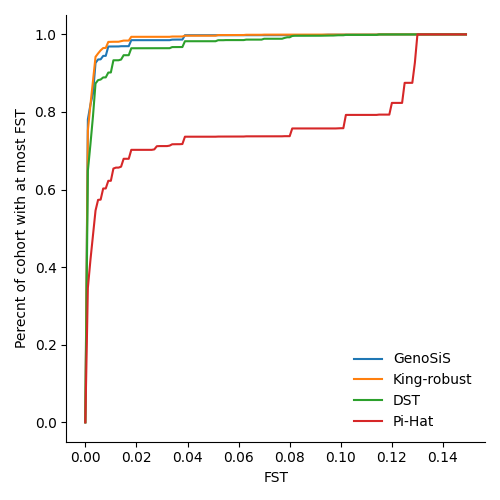 1.0
0.8
0.6
0.4
0.2
0.0
Perecnt of cohort with at most FST
0.00 0.02 0.04 0.06 0.08 0.10 0.12 0.14
FST
GenoSiS
King-robust
DST
Pi-Hat